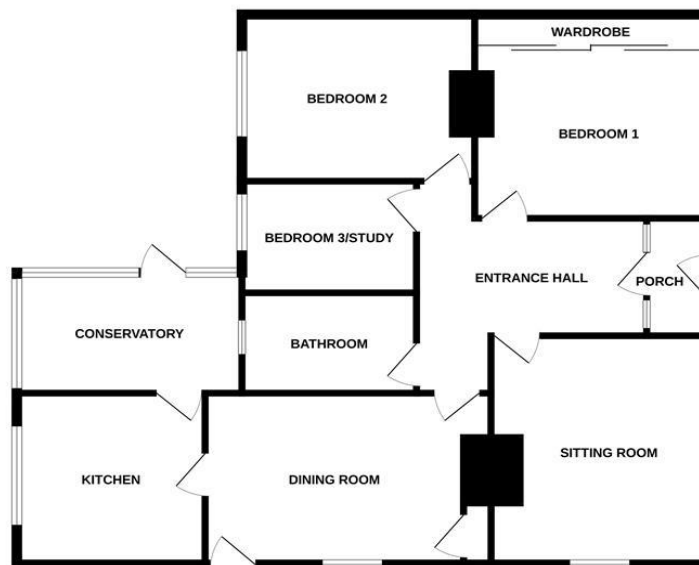 WARDROBE
BEDROOM 2
BEDROOM 1
BEDROOM 3/STUDY
ENTRANCE HALL
PORCH
CONSERVATORY
BATHROOM
SITTING ROOM
KITCHEN
DINING ROOM